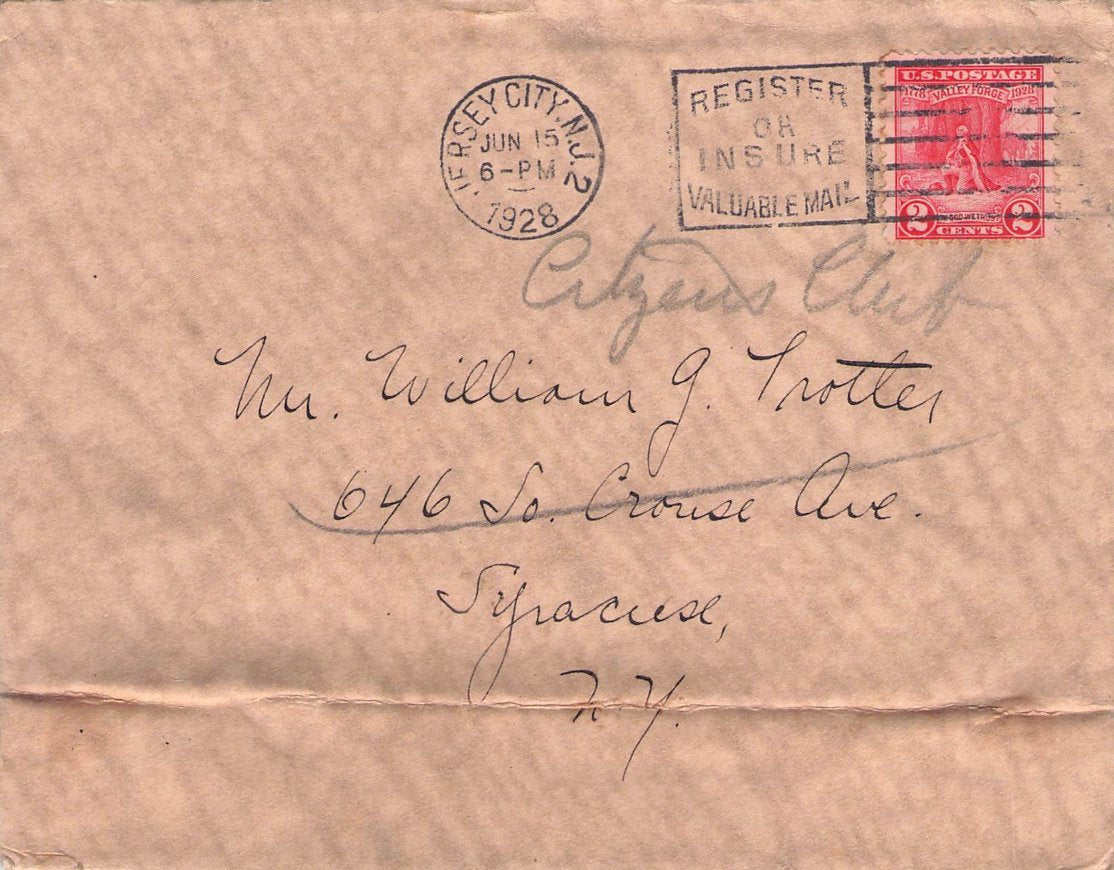 JERSEY CITY, N.J. 2
JUN 15
6-PM
1928
REGISTER
OR
INSURE
VALUABLE MAIL
U.S. POSTAGE
1778 VALLEY FORGE 1928
IN GOD WE TRUST
2 CENTS 2
Citizens Club
Mr. William J. Trotter
646 So. Crouse Ave.
Syracuse,
N.Y.